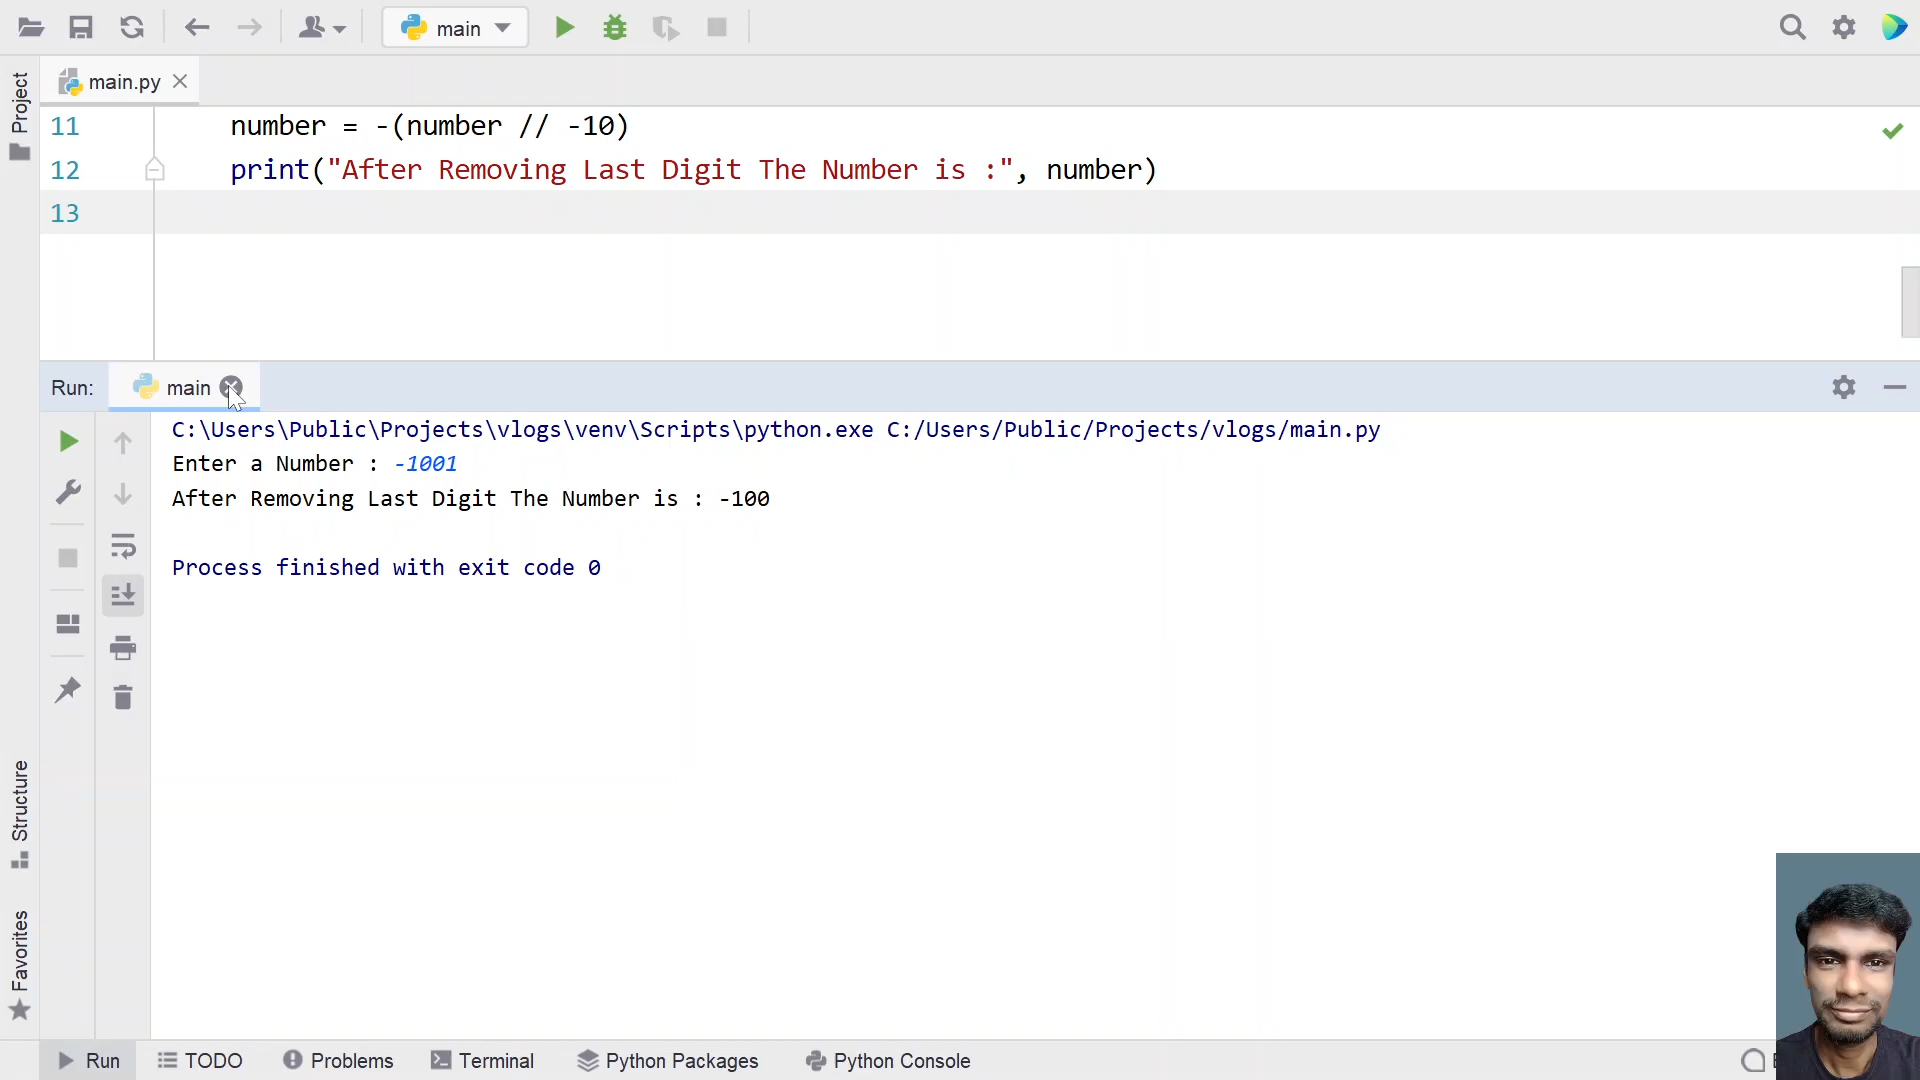 main
Project
main.py
11 number = -(number // -10)
12 print("After Removing Last Digit The Number is :", number)
13
Run: main
C:\Users\Public\Projects\vlogs\venv\Scripts\python.exe C:/Users/Public/Projects/vlogs/main.py
Enter a Number : -1001
After Removing Last Digit The Number is : -100
Process finished with exit code 0
Structure
Favorites
Run TODO Problems Terminal Python Packages Python Console